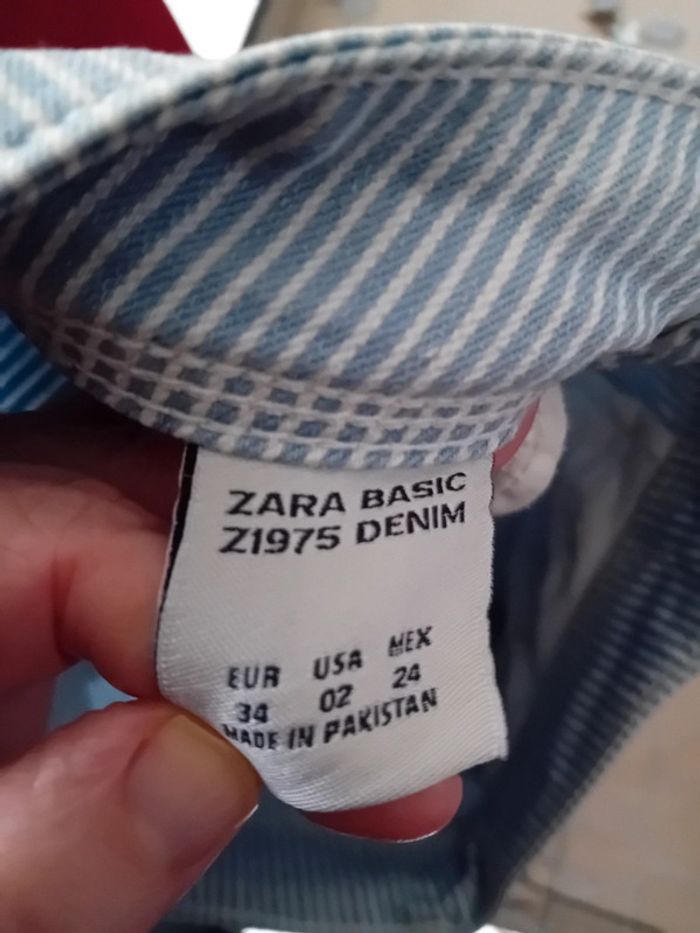 ZARA BASIC
Z1975 DENIM
EUR USA MEX
34 02 24
MADE IN PAKISTAN